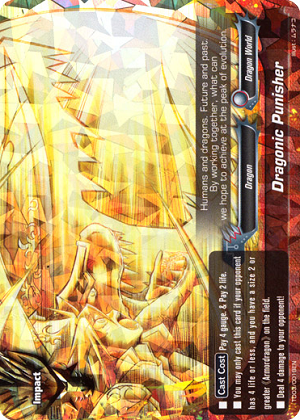 Impact
Humans and dragons. Future and past.
By working together, what can
we hope to achieve at the peak of evolution.
Dragon
Dragon World
Dragonic Punisher
Cast Cost Pay 4 gauge, & Pay 2 life.
■ You may only cast this card if your opponent
has 4 life or less, and you have a size 2 or
greater 《Armordragon》 on the field.
■ Deal 4 damage to your opponent!